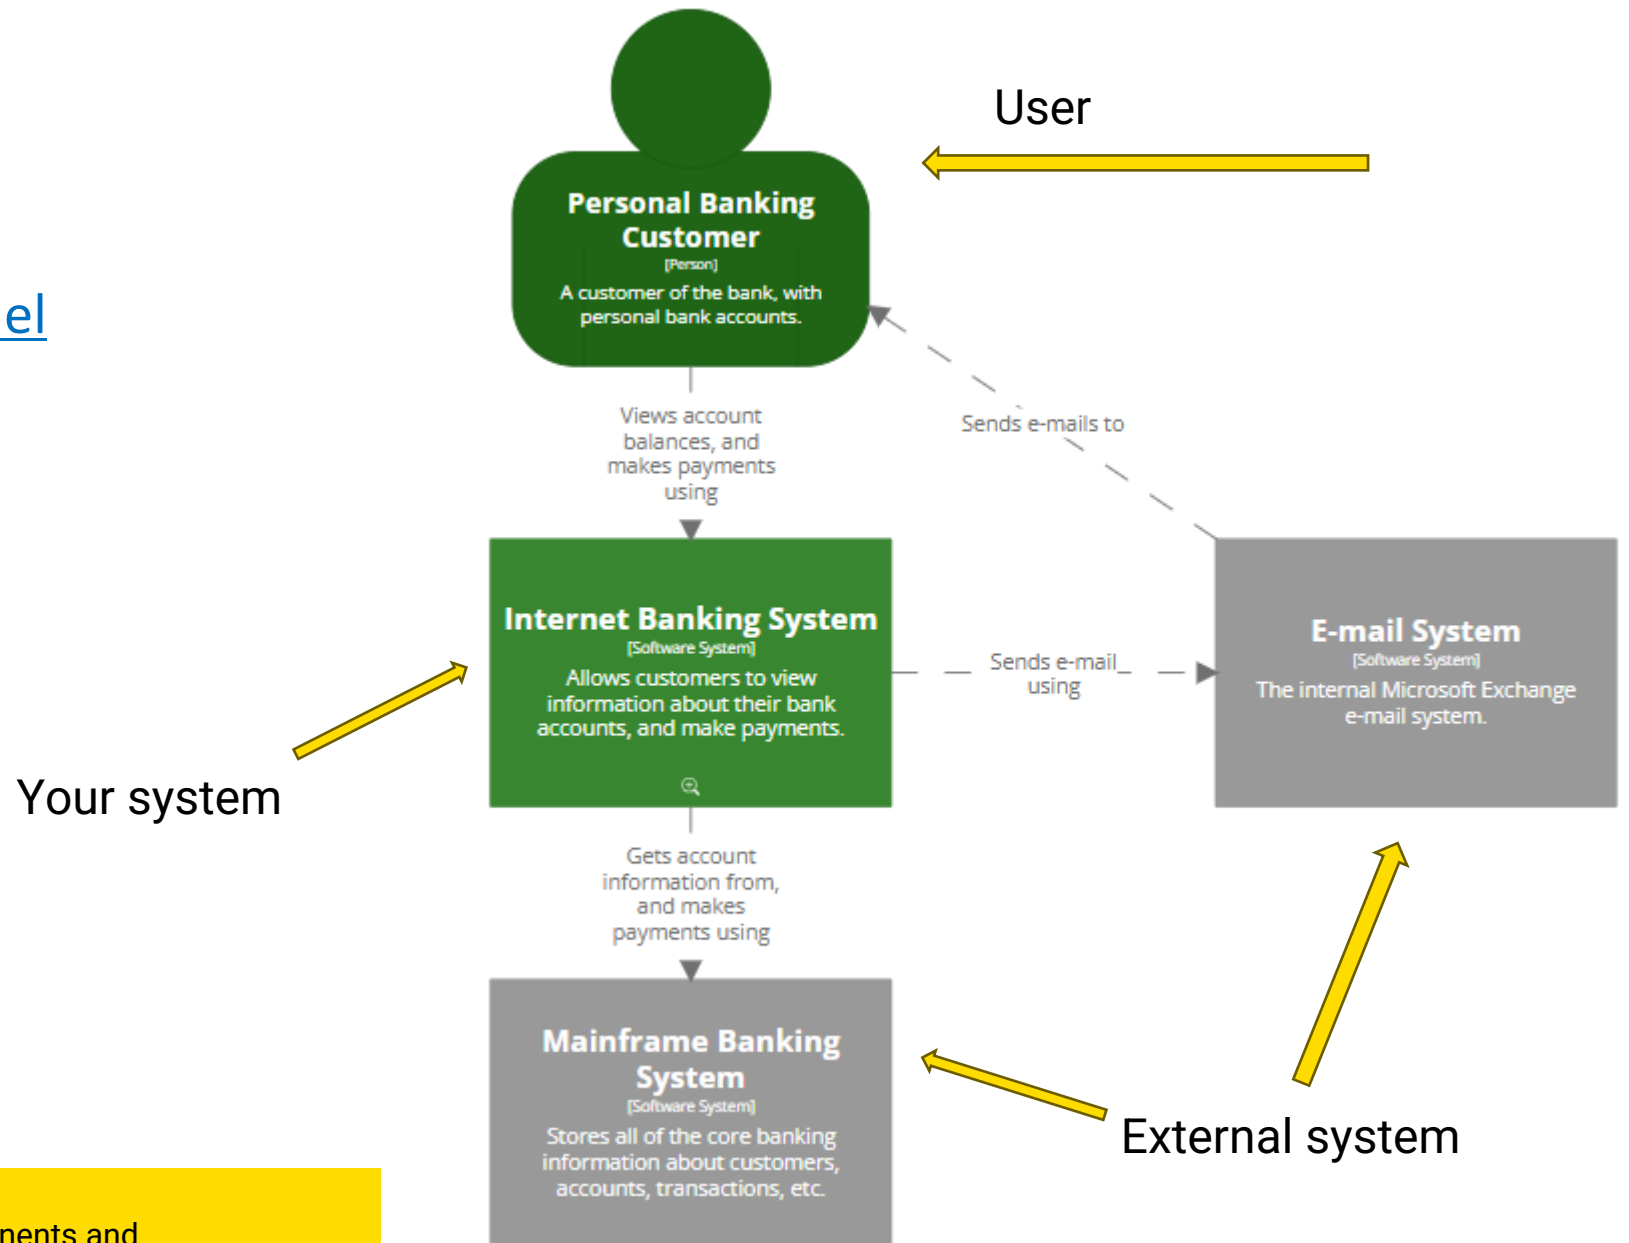 User
Personal Banking
Customer
[Person]
A customer of the bank, with
personal bank accounts.
el
Views account
balances, and
makes payments
using
Sends e-mails to
Internet Banking System
[Software System]
Allows customers to view
information about their bank
accounts, and make payments.
Sends e-mail
using
E-mail System
[Software System]
The internal Microsoft Exchange
e-mail system.
Your system
Gets account
information from,
and makes
payments using
Mainframe Banking
System
[Software System]
Stores all of the core banking
information about customers,
accounts, transactions, etc.
External system
nents and